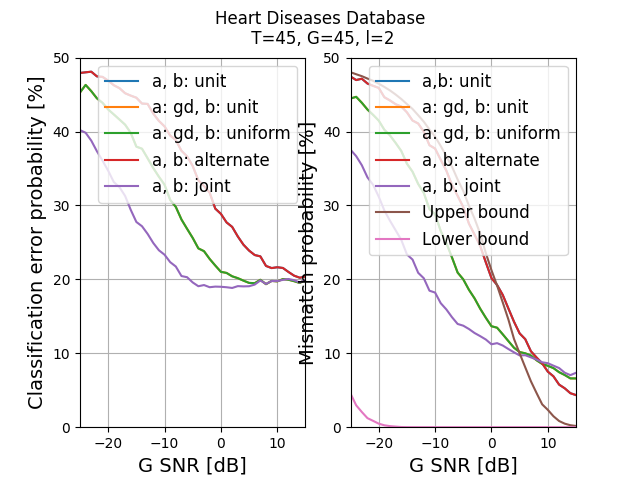 Heart Diseases Database
T=45, G=45, l=2
Classification error probability [%]
50
40
30
20
10
0
−20
−10
0
10
G SNR [dB]
a, b: unit
a: gd, b: unit
a: gd, b: uniform
a, b: alternate
a, b: joint
Mismatch probability [%]
50
40
30
20
10
0
−20
−10
0
10
G SNR [dB]
a,b: unit
a: gd, b: unit
a: gd, b: uniform
a, b: alternate
a, b: joint
Upper bound
Lower bound